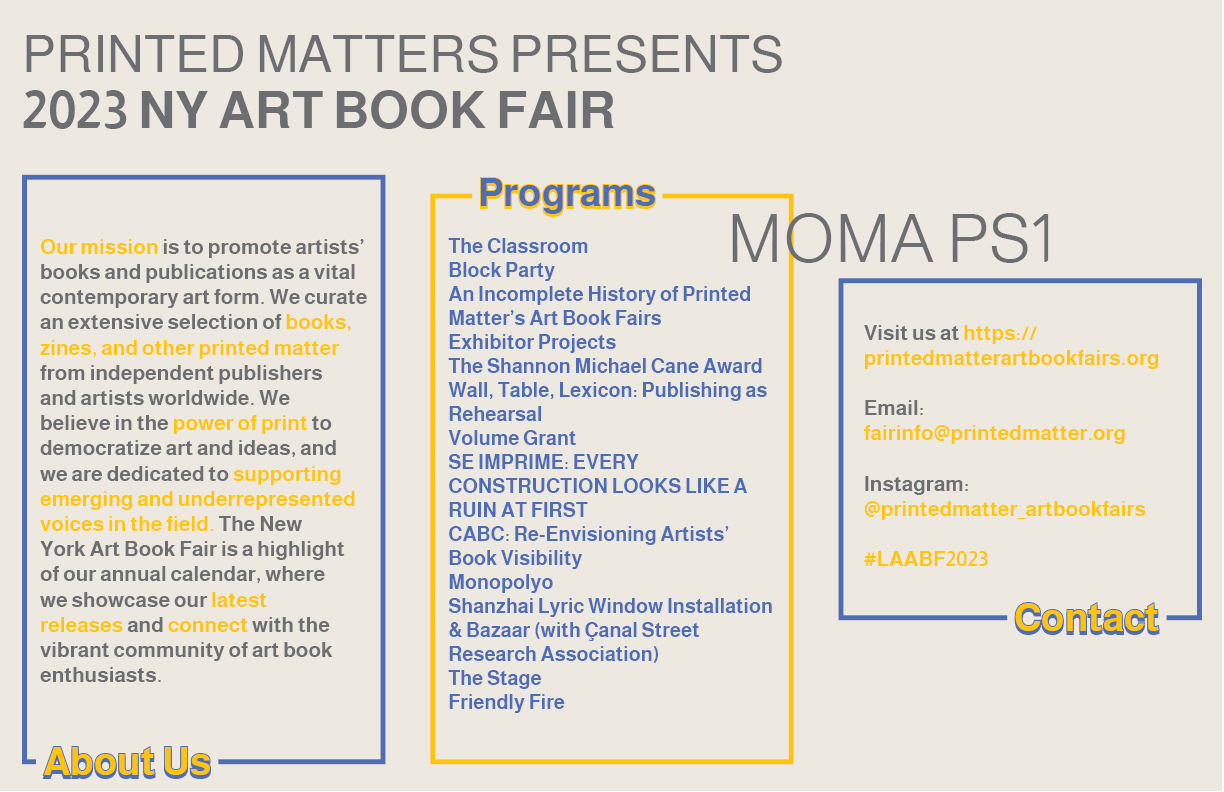 PRINTED MATTERS PRESENTS
2023 NY ART BOOK FAIR
Our mission is to promote artists’
books and publications as a vital
contemporary art form. We curate
an extensive selection of books,
zines, and other printed matter
from independent publishers
and artists worldwide. We
believe in the power of print to
democratize art and ideas, and
we are dedicated to supporting
emerging and underrepresented
voices in the field. The New
York Art Book Fair is a highlight
of our annual calendar, where
we showcase our latest
releases and connect with the
vibrant community of art book
enthusiasts.
About Us
Programs
The Classroom
Block Party
An Incomplete History of Printed
Matter’s Art Book Fairs
Exhibitor Projects
The Shannon Michael Cane Award
Wall, Table, Lexicon: Publishing as
Rehearsal
Volume Grant
SE IMPRIME: EVERY
CONSTRUCTION LOOKS LIKE A
RUIN AT FIRST
CABC: Re-Envisioning Artists’
Book Visibility
Monopolyo
Shanzhai Lyric Window Installation
& Bazaar (with Çanal Street
Research Association)
The Stage
Friendly Fire
MOMA PS1
Visit us at https://
printedmatterartbookfairs.org
Email:
fairinfo@printedmatter.org
Instagram:
@printedmatter_artbookfairs
#LAABF2023
Contact